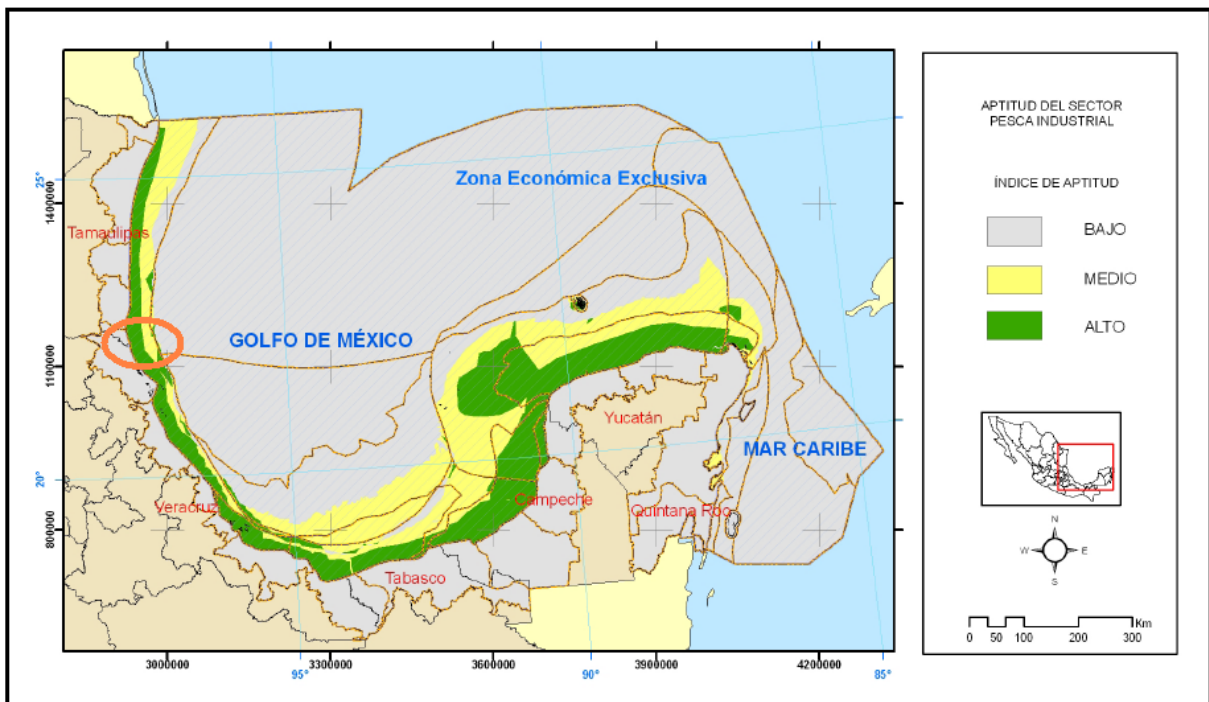 APTITUD DEL SECTOR
PESCA INDUSTRIAL
ÍNDICE DE APTITUD
BAJO
MEDIO
ALTO
N
W
E
S
Km
0 50 100 200 300
Zona Económica Exclusiva
25°
1400000
Tamaulipas
GOLFO DE MÉXICO
1100000
Yucatán
MAR CARIBE
20°
Veracruz
Campeche
Quintana Roo
800000
Tabasco
3000000
3300000
3600000
3900000
4200000
95°
90°
85°